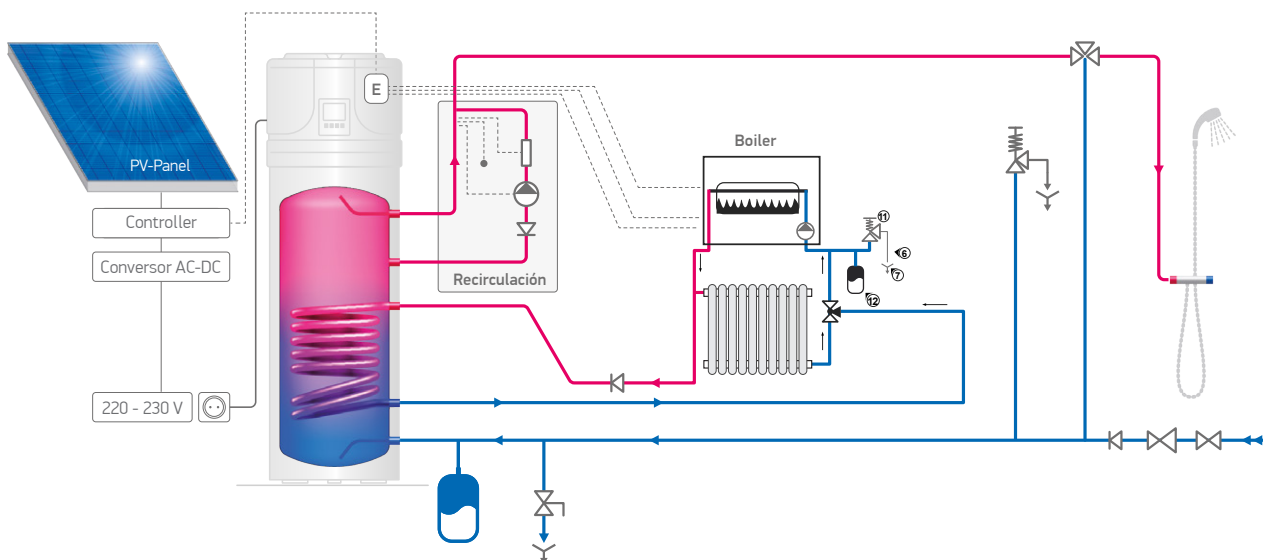 PV-Panel
Controller
Conversor AC-DC
220 - 230 V
E
Recirculación
Boiler
11
6
7
12